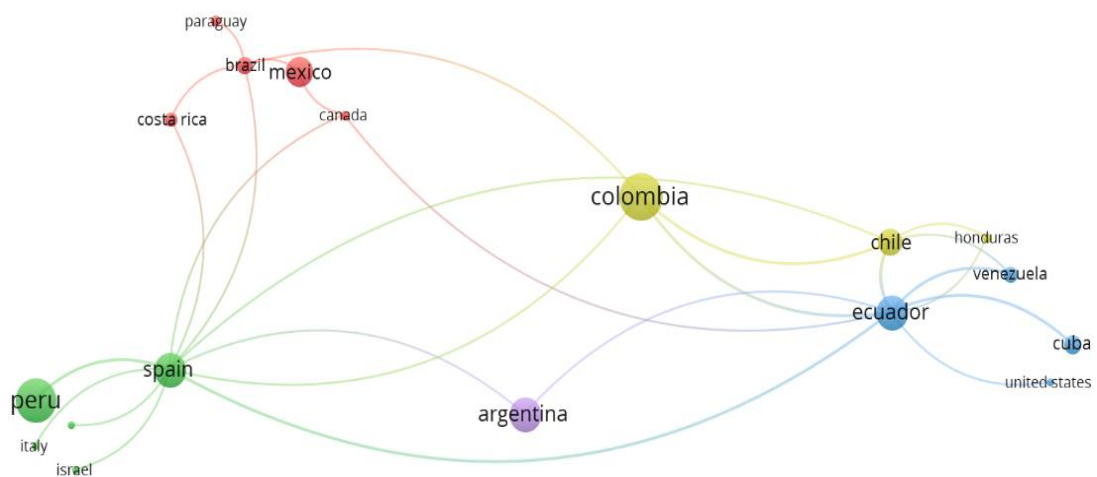 paraguay
brazil
mexico
canada
costa rica
colombia
chile
honduras
venezuela
ecuador
cuba
united states
spain
peru
argentina
italy
israel